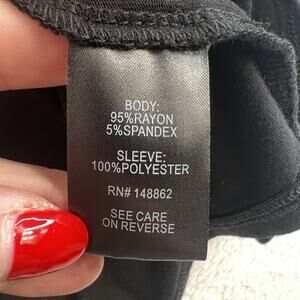 BODY:
95%RAYON
5%SPANDEX
SLEEVE:
100%POLYESTER
RN# 148862
SEE CARE
ON REVERSE